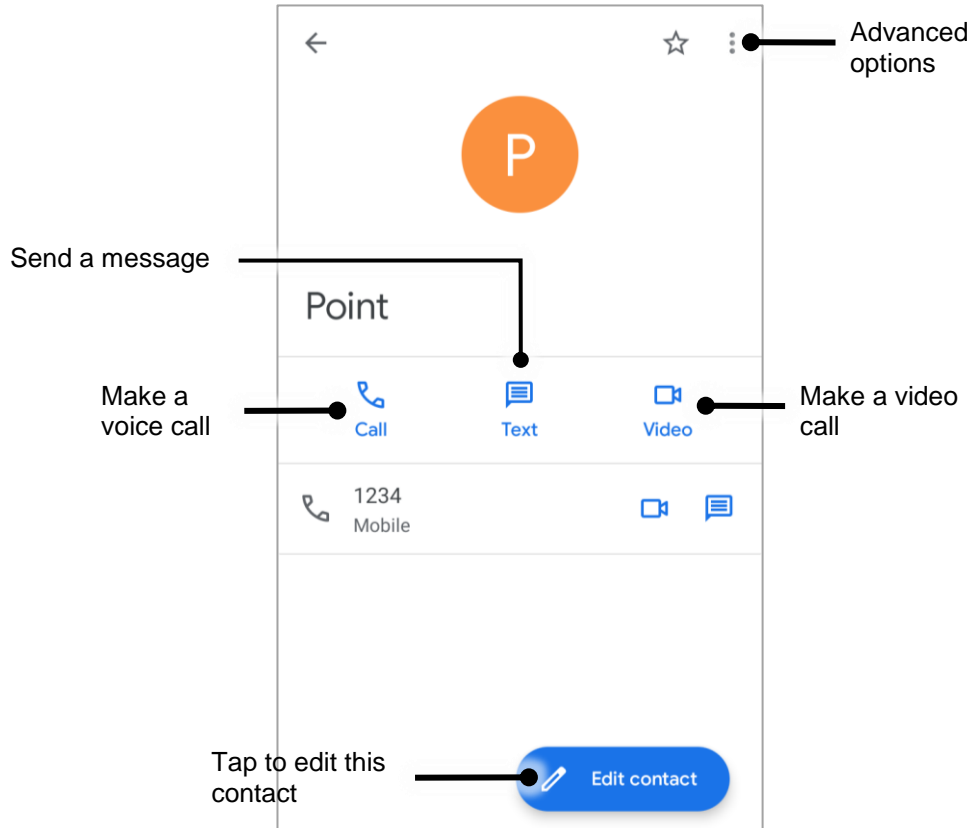 Advanced
options
P
Send a message
Point
Make a
voice call
Call
Text
Video
Make a video
call
1234
Mobile
Tap to edit this
contact
Edit contact